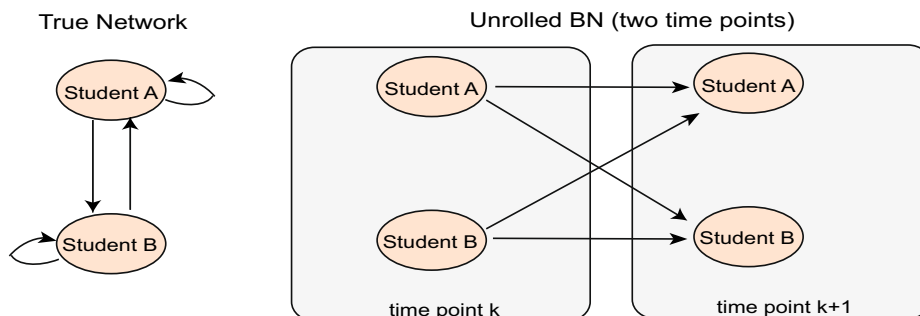 True Network
Unrolled BN (two time points)
Student A
Student B
Student A
Student B
time point k
Student A
Student B
time point k+1